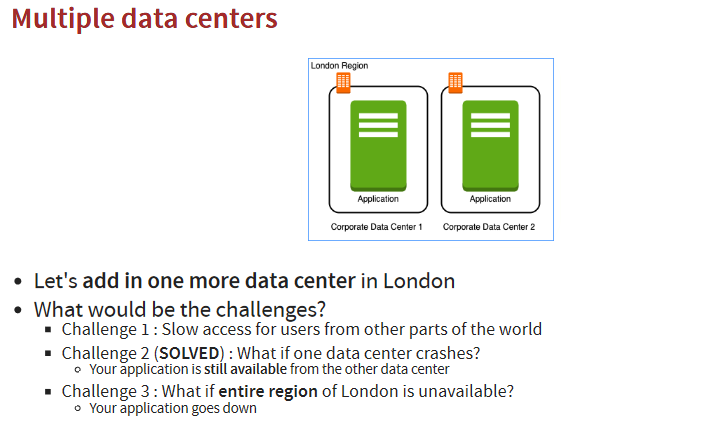 Multiple data centers
London Region
Application
Application
Corporate Data Center 1
Corporate Data Center 2
Let's add in one more data center in London
What would be the challenges?
Challenge 1 : Slow access for users from other parts of the world
Challenge 2 (SOLVED) : What if one data center crashes?
Your application is still available from the other data center
Challenge 3 : What if entire region of London is unavailable?
Your application goes down